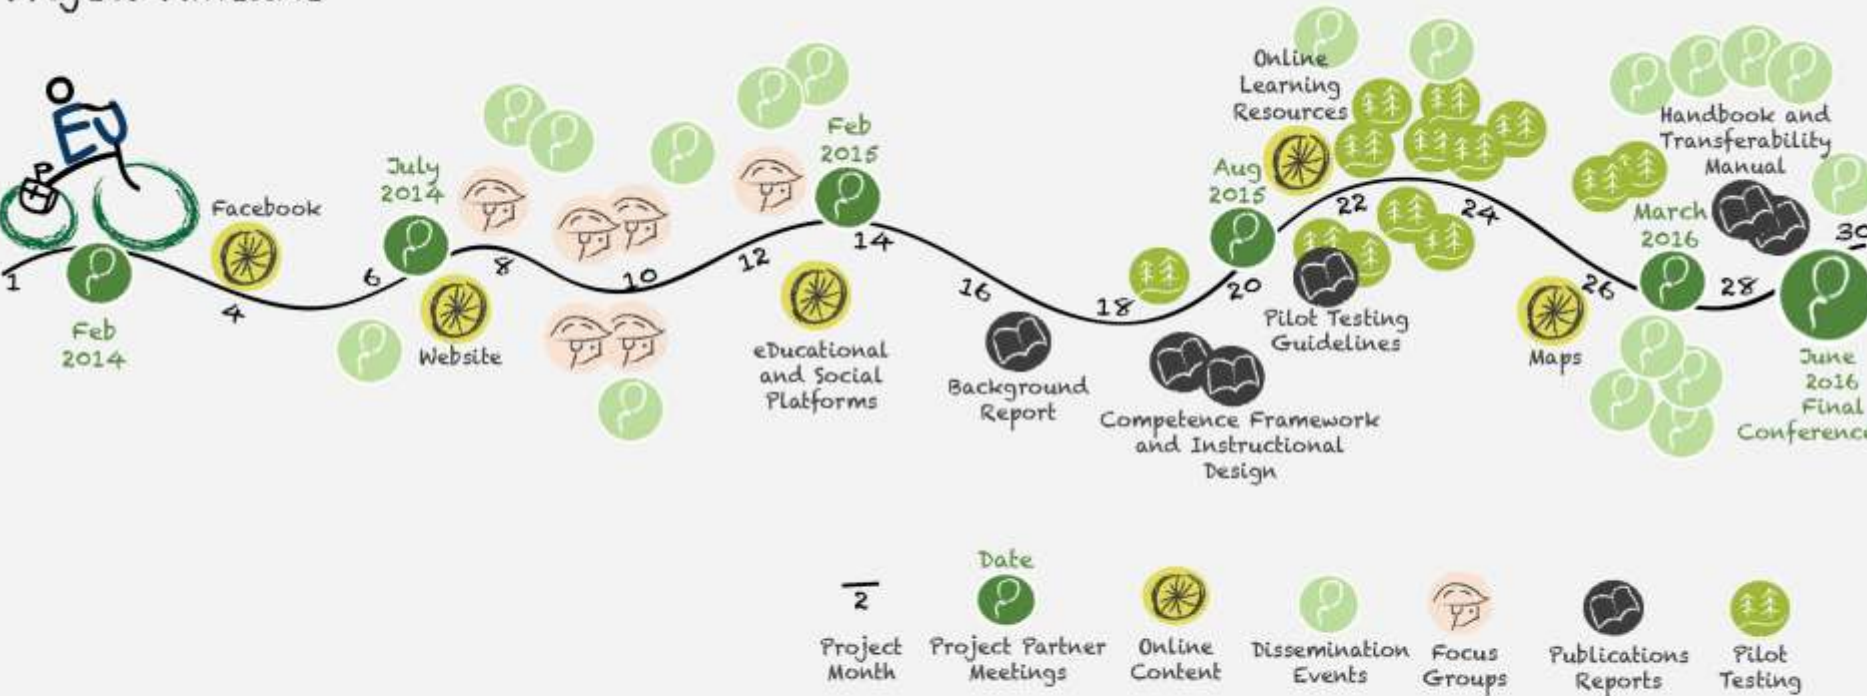 EU
Facebook
July
2014
Feb
2015
Online
Learning
Resources
Aug
2015
Handbook and
Transferability
Manual
March
2016
1
4
6
8
10
12
14
16
18
20
22
24
26
28
30
Feb
2014
Website
eDucational
and Social
Platforms
Background
Report
Competence Framework
and Instructional
Design
Pilot Testing
Guidelines
Maps
June
2016
Final
Conference
Date
2
Project
Month
Project Partner
Meetings
Online
Content
Dissemination
Events
Focus
Groups
Publications
Reports
Pilot
Testing